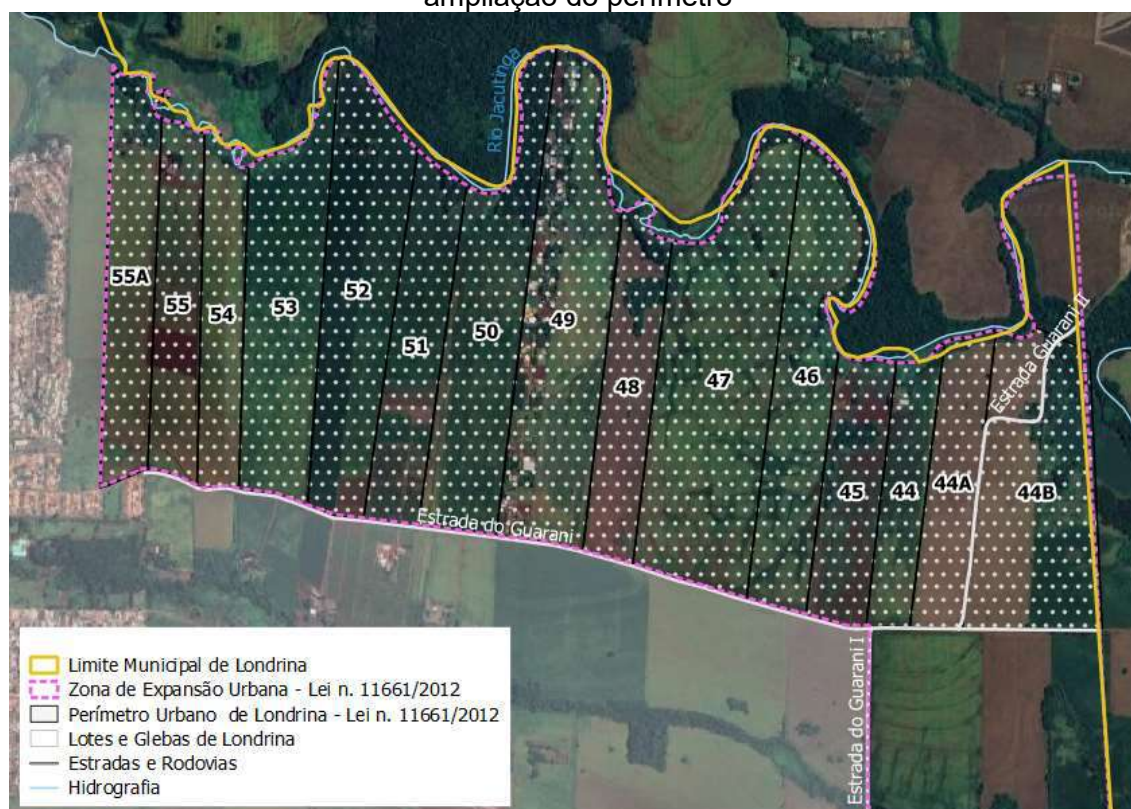 ampliação do perímetro
Rio Jacutinga
55A
55
54
53
52
51
50
49
48
47
46
45
44
44A
44B
Estrada Guarani II
Estrada do Guarani
Estrada do Guarani I
Limite Municipal de Londrina
Zona de Expansão Urbana - Lei n. 11661/2012
Perímetro Urbano de Londrina - Lei n. 11661/2012
Lotes e Glebas de Londrina
Estradas e Rodovias
Hidrografia